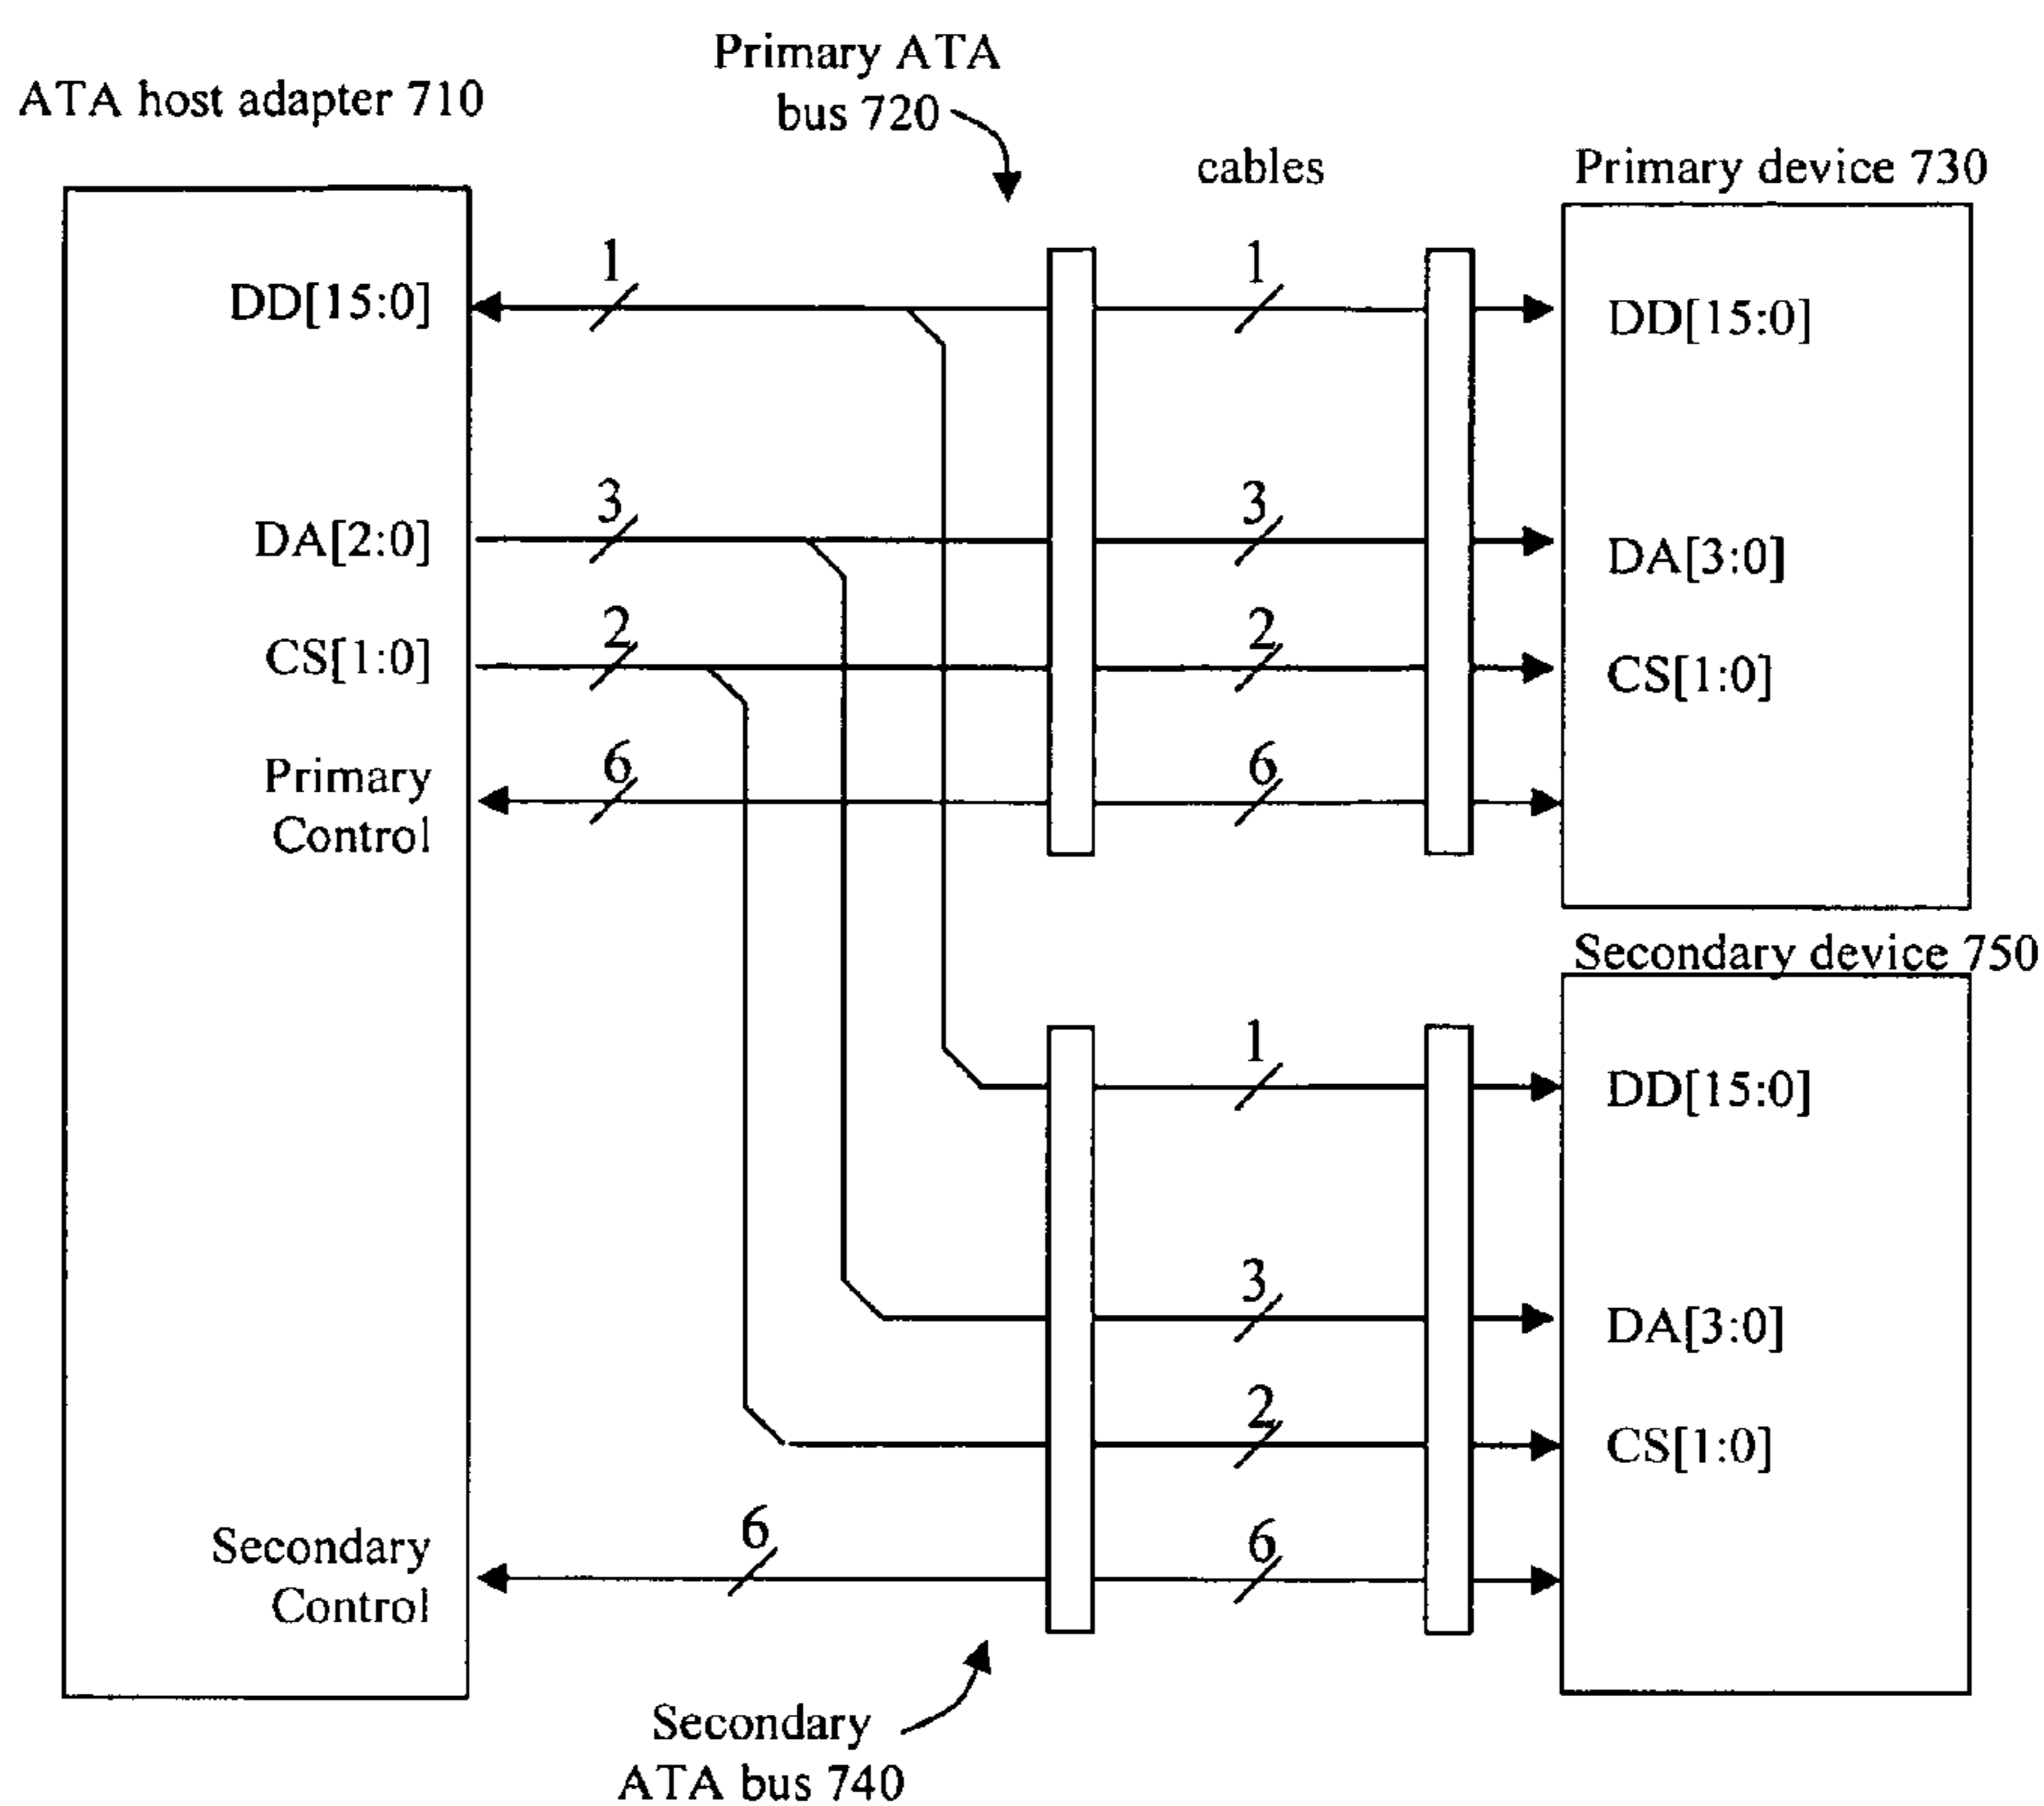 Primary ATA
bus 720
ATA host adapter 710
cables
Primary device 730
1
1
DD[15:0]
DD[15:0]
3
3
DA[2:0]
DA[3:0]
2
2
CS[1:0]
CS[1:0]
6
6
Primary
Control
Secondary device 750
1
DD[15:0]
3
DA[3:0]
2
CS[1:0]
6
6
Secondary
Control
Secondary
ATA bus 740